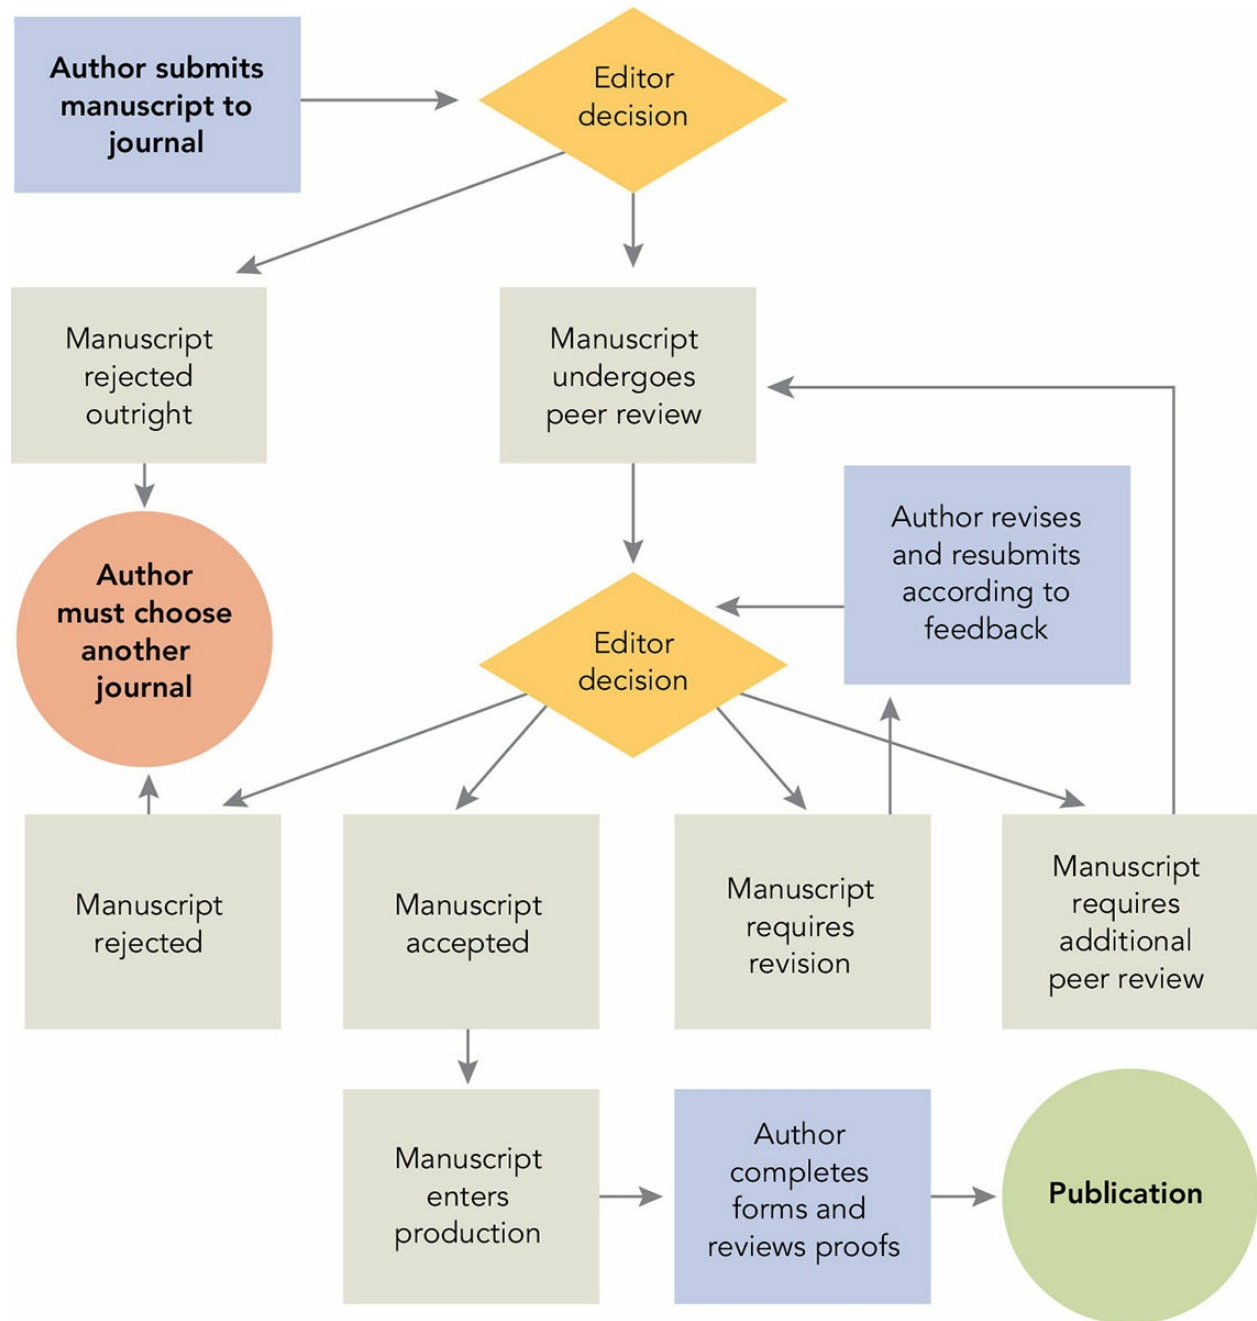 Author submits
manuscript to
journal
Editor
decision
Manuscript
rejected
outright
Manuscript
undergoes
peer review
Author
must choose
another
journal
Author revises
and resubmits
according to
feedback
Editor
decision
Manuscript
rejected
Manuscript
accepted
Manuscript
requires
revision
Manuscript
requires
additional
peer review
Manuscript
enters
production
Author
completes
forms and
reviews proofs
Publication